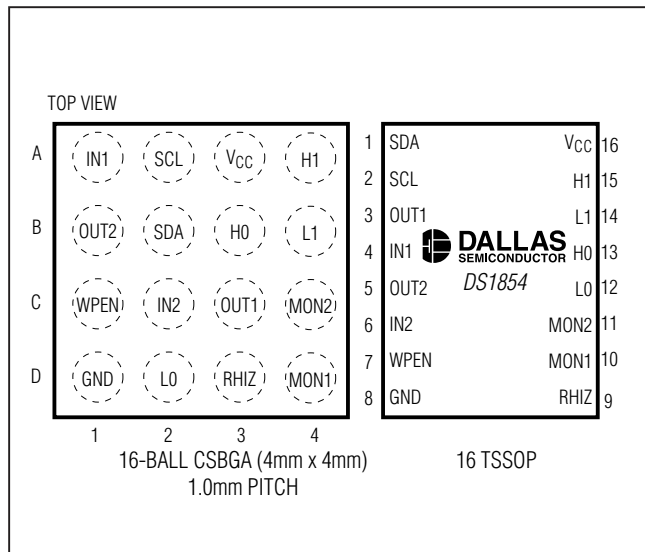 TOP VIEW
A IN1 SCL VCC H1
B OUT2 SDA H0 L1
C WPEN IN2 OUT1 MON2
D GND L0 RHIZ MON1
1 2 3 4
16-BALL CSBGA (4mm x 4mm)
1.0mm PITCH
1 SDA VCC 16
2 SCL H1 15
3 OUT1 L1 14
4 IN1 DALLAS SEMICONDUCTOR H0 13
5 OUT2 DS1854 L0 12
6 IN2 MON2 11
7 WPEN MON1 10
8 GND RHIZ 9
16 TSSOP